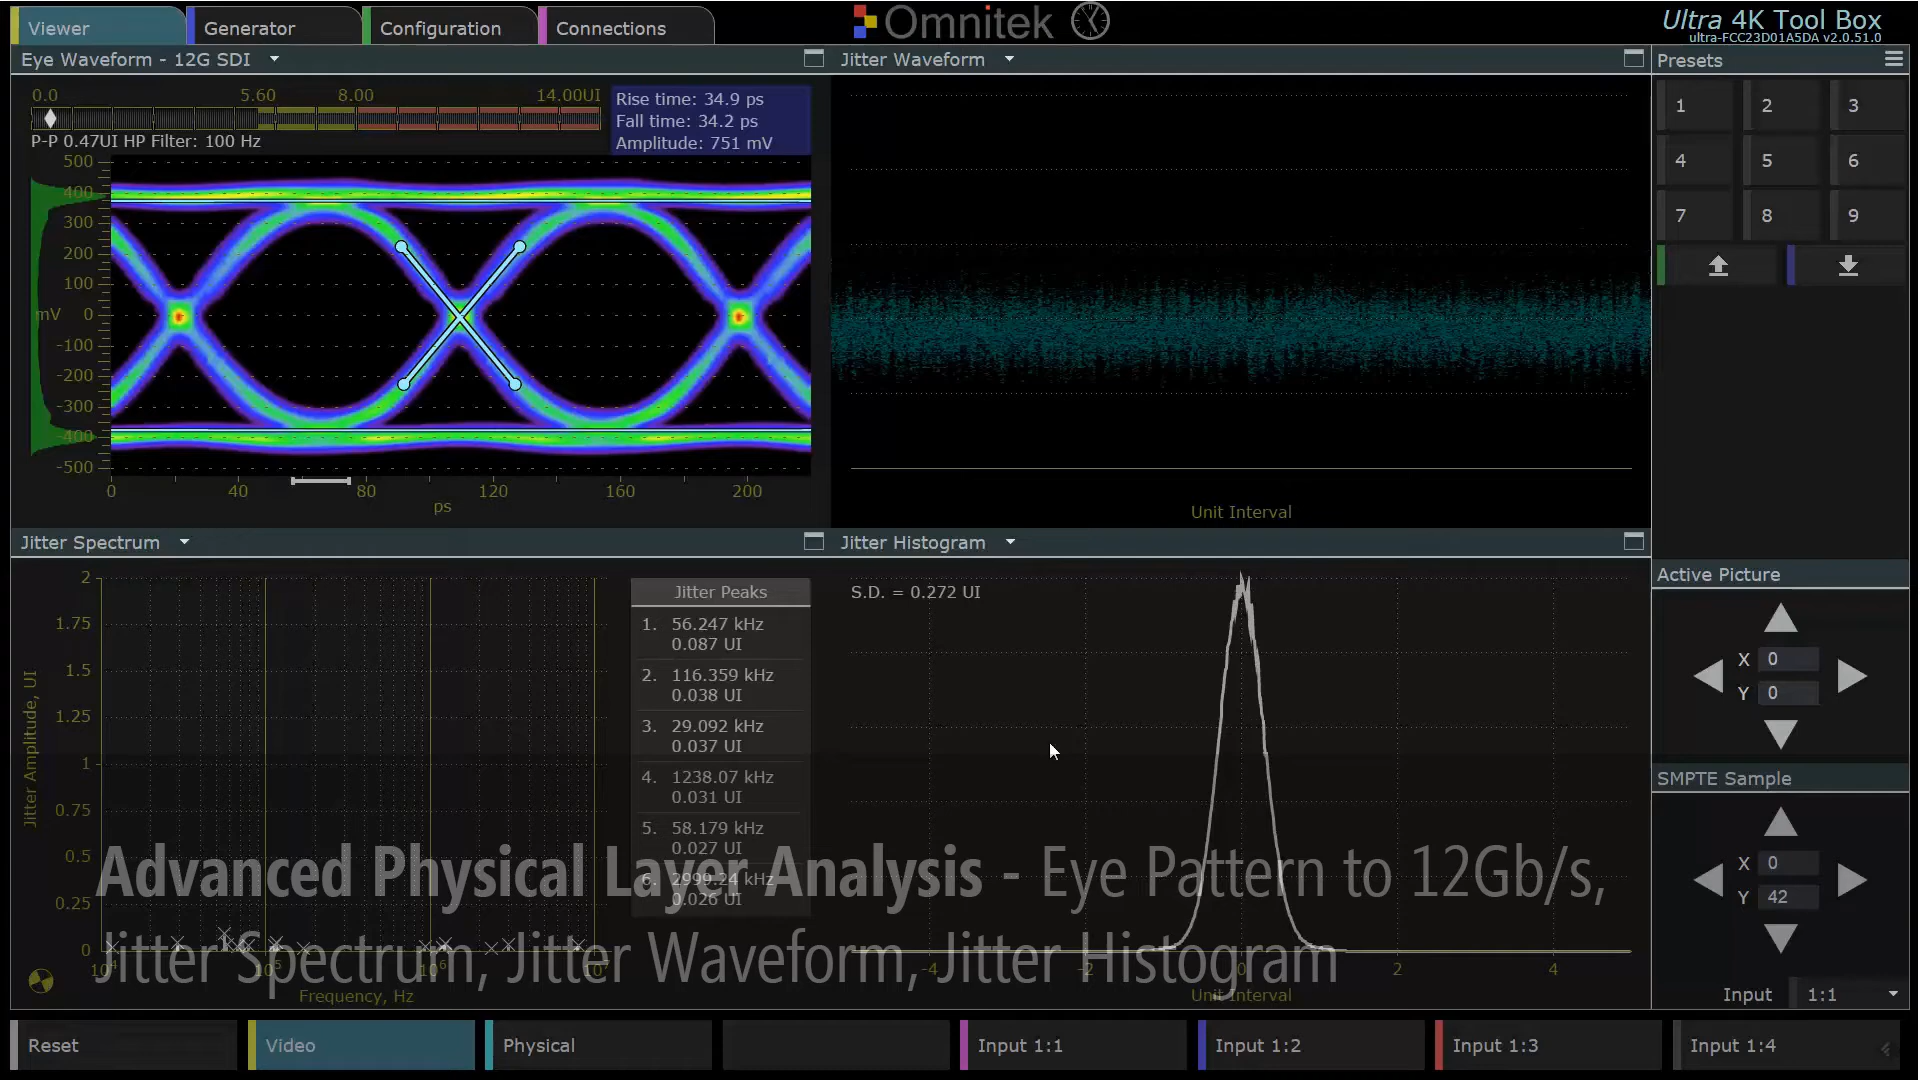 Viewer
Generator
Configuration
Connections
Omnitek
Ultra 4K Tool Box
ultra-FCC23D01A5DA v2.0.51.0
Eye Waveform - 12G SDI
0.0 5.60 8.00 14.00UI
P-P 0.47UI HP Filter: 100 Hz
Rise time: 34.9 ps
Fall time: 34.2 ps
Amplitude: 751 mV
500
400
300
200
100
mV 0
-100
-200
-300
-400
-500
0 40 80 120 160 200
ps
Jitter Waveform
Unit Interval
Presets
1 2 3
4 5 6
7 8 9
Jitter Spectrum
2
1.75
1.5
1.25
1
0.75
0.5
0.25
0
Jitter Amplitude, UI
10⁴ 10⁵ 10⁶ 10⁷
Frequency, Hz
Jitter Peaks
1. 56.247 kHz
0.087 UI
2. 116.359 kHz
0.038 UI
3. 29.092 kHz
0.037 UI
4. 1238.07 kHz
0.031 UI
5. 58.179 kHz
0.027 UI
6. 2999.24 kHz
0.026 UI
Jitter Histogram
S.D. = 0.272 UI
-4 -2 0 2 4
Unit Interval
Active Picture
X 0
Y 0
SMPTE Sample
X 0
Y 42
Input 1:1
Advanced Physical Layer Analysis - Eye Pattern to 12Gb/s,
Jitter Spectrum, Jitter Waveform, Jitter Histogram
Reset
Video
Physical
Input 1:1
Input 1:2
Input 1:3
Input 1:4